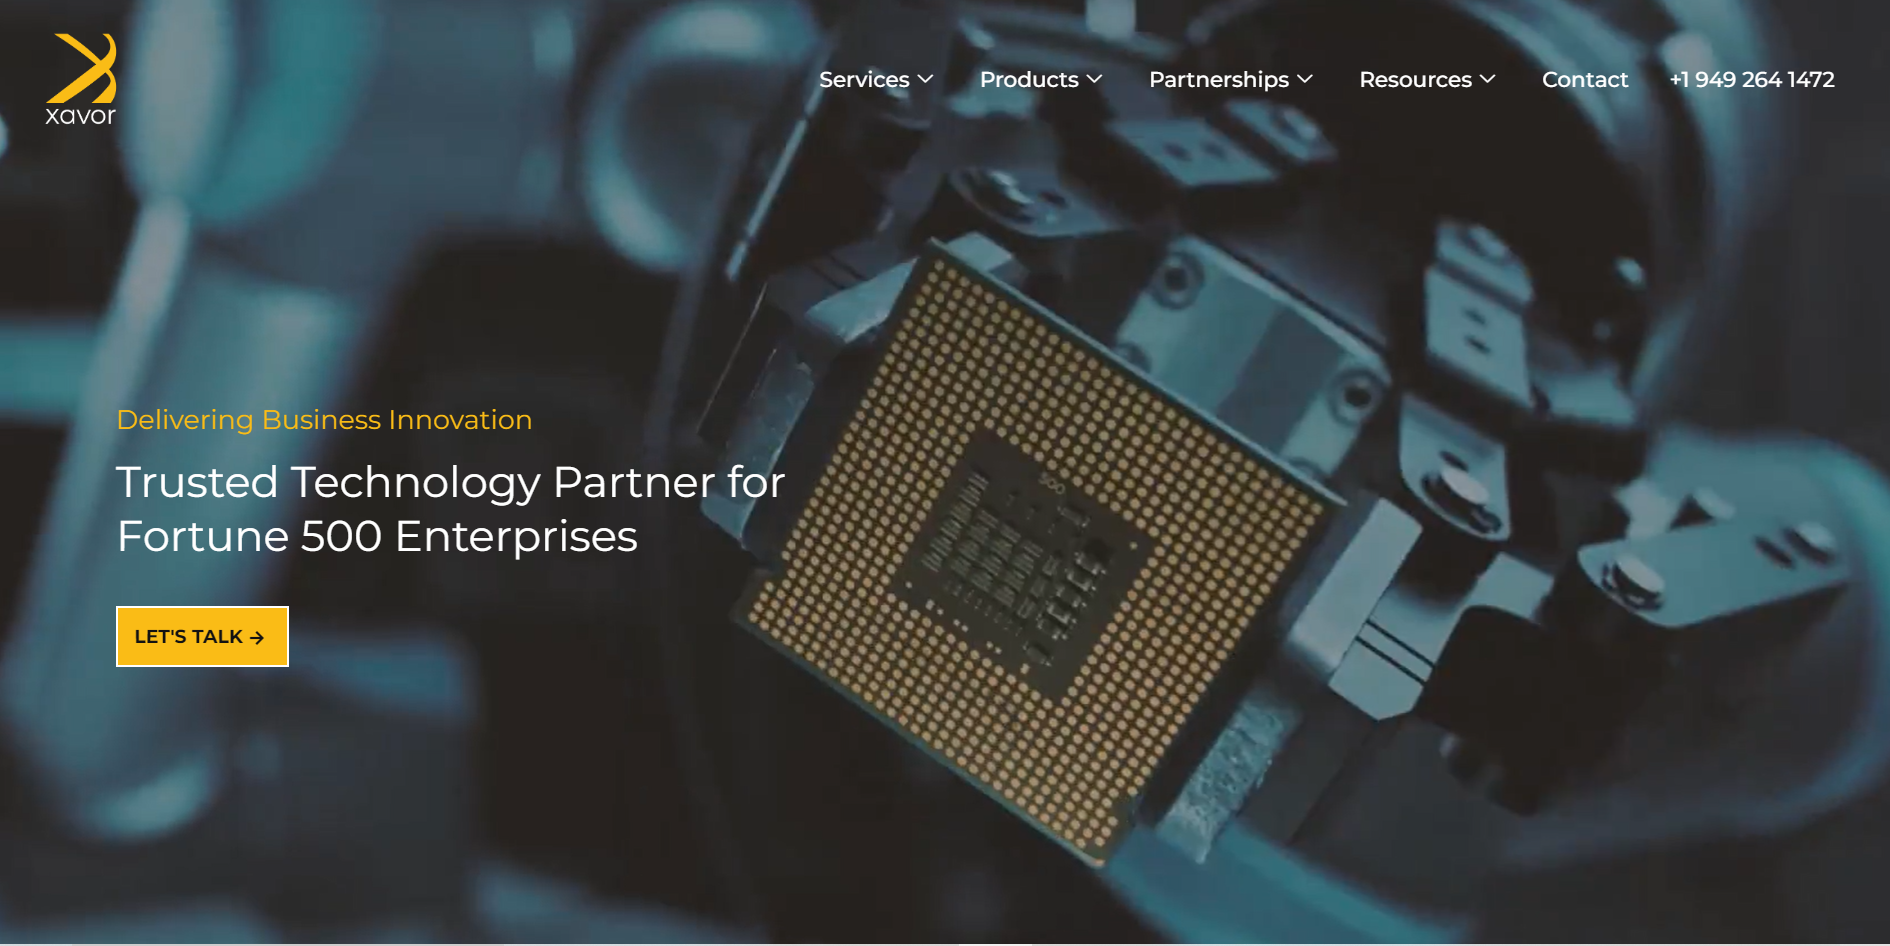 xavor
Services
Products
Partnerships
Resources
Contact
+1 949 264 1472
Delivering Business Innovation
Trusted Technology Partner for
Fortune 500 Enterprises
LET'S TALK →
500